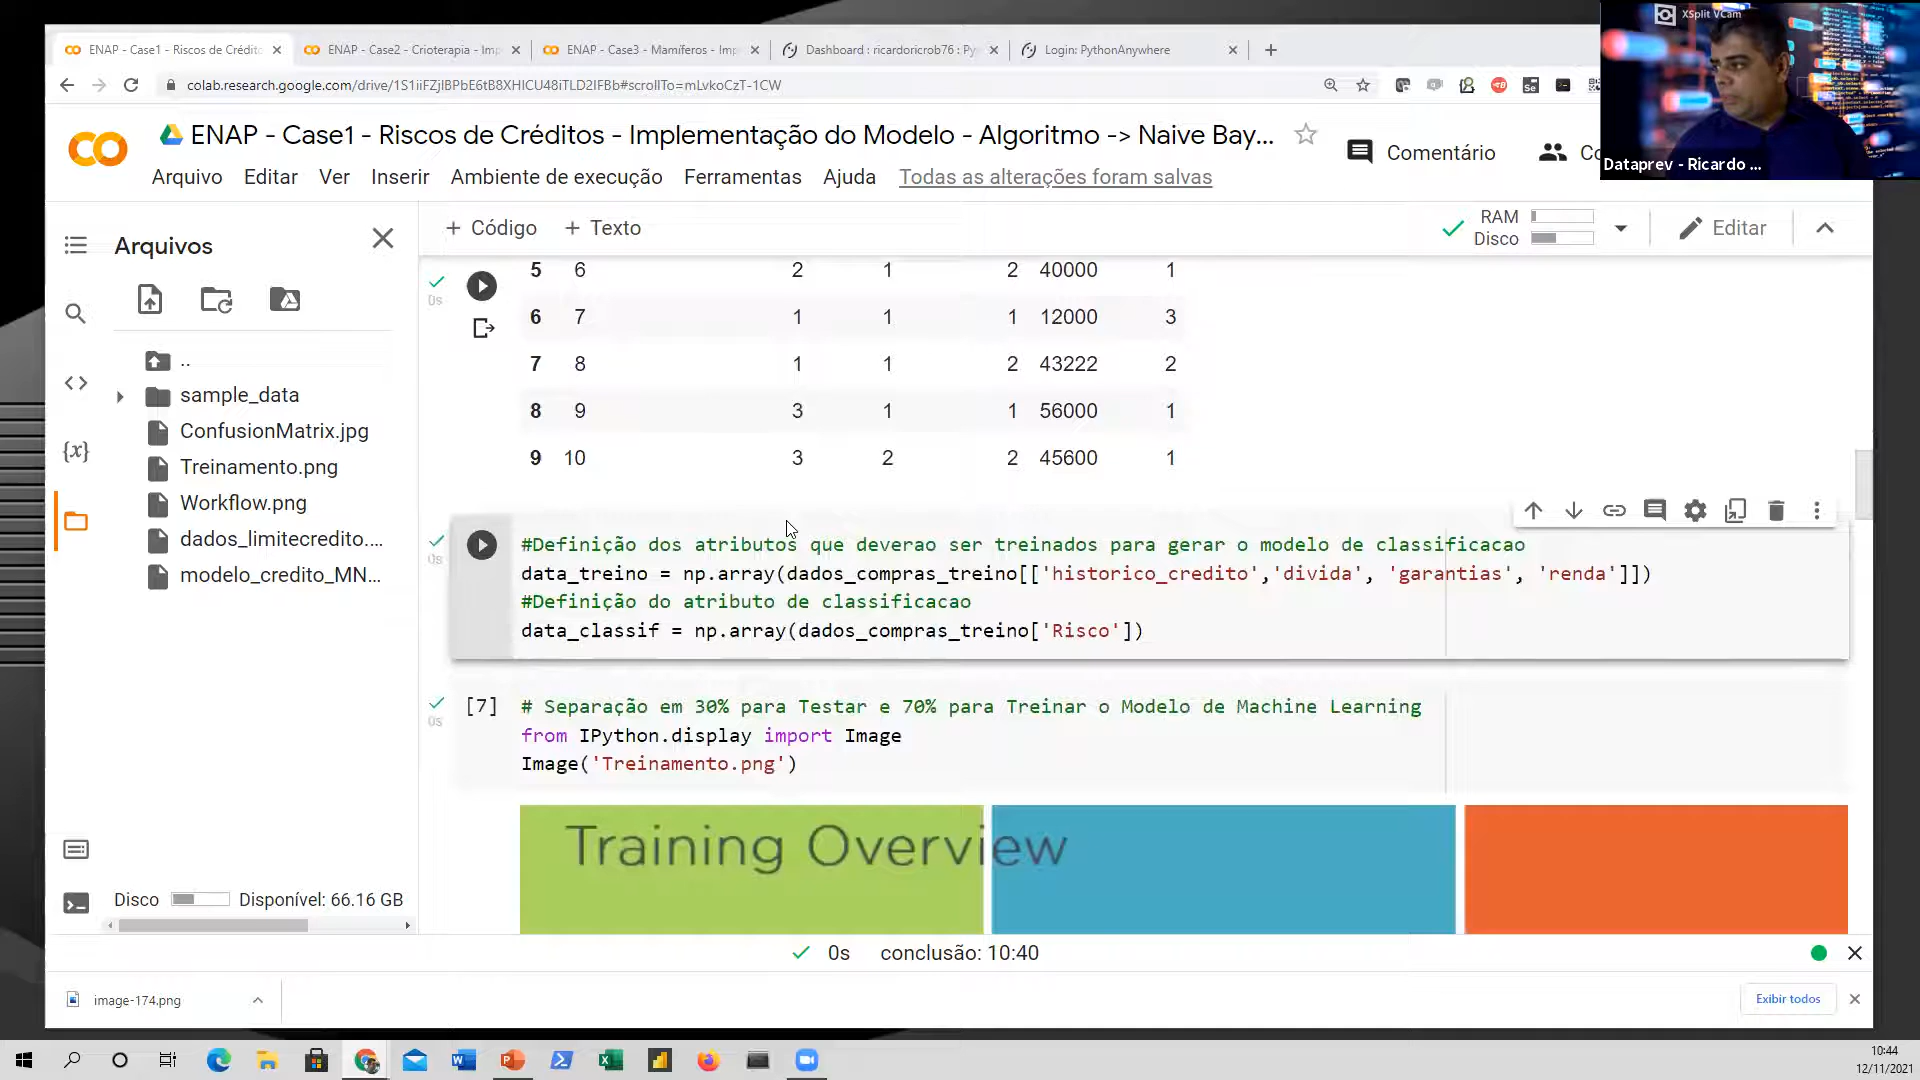 ENAP - Case1 - Riscos de Crédito
ENAP - Case2 - Crioterapia - Imp
ENAP - Case3 - Mamíferos - Imp
Dashboard : ricardoricrob76 : Py
Login: PythonAnywhere
XSplit VCam
colab.research.google.com/drive/1S1iiFZjlBPbE6tB8XHICU48iTLD2IFBb#scrollTo=mLvkoCzT-1CW
ENAP - Case1 - Riscos de Créditos - Implementação do Modelo - Algoritmo -> Naive Bay...
Comentário
Co
Dataprev - Ricardo ...
Arquivo Editar Ver Inserir Ambiente de execução Ferramentas Ajuda Todas as alterações foram salvas
+ Código + Texto
RAM
Disco
Editar
Arquivos
..
sample_data
ConfusionMatrix.jpg
Treinamento.png
Workflow.png
dados_limitecredito....
modelo_credito_MN...
Disco Disponível: 66.16 GB
0s
5 6 2 1 2 40000 1
6 7 1 1 1 12000 3
7 8 1 1 2 43222 2
8 9 3 1 1 56000 1
9 10 3 2 2 45600 1
0s
#Definição dos atributos que deverao ser treinados para gerar o modelo de classificacao
data_treino = np.array(dados_compras_treino[['historico_credito','divida', 'garantias', 'renda']])
#Definição do atributo de classificacao
data_classif = np.array(dados_compras_treino['Risco'])
0s
[7] # Separação em 30% para Testar e 70% para Treinar o Modelo de Machine Learning
from IPython.display import Image
Image('Treinamento.png')
Training Overview
0s conclusão: 10:40
image-174.png
Exibir todos
10:44
12/11/2021